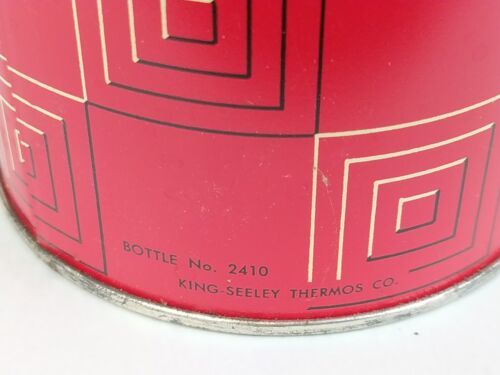 BOTTLE No. 2410
KING-SEELEY THERMOS CO.